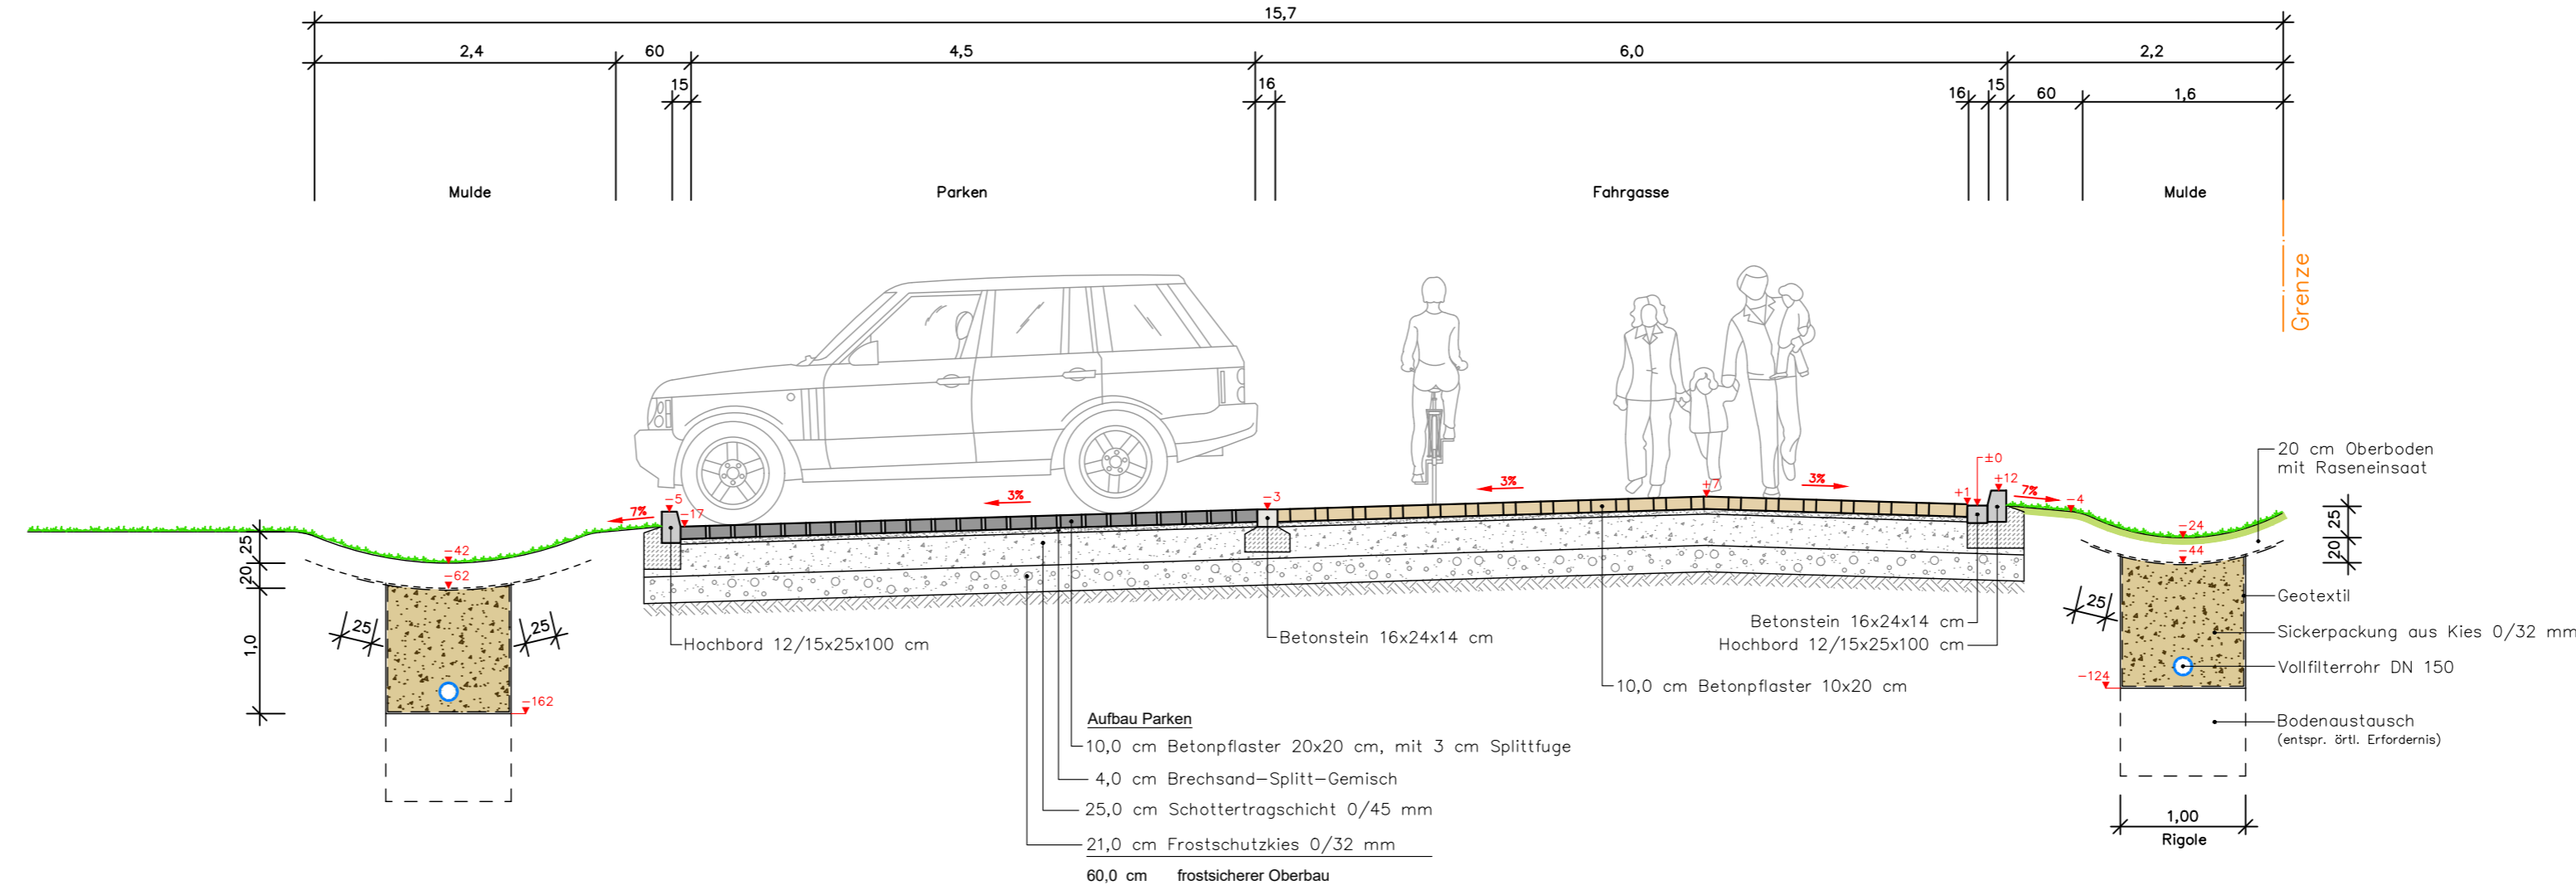 15,7
2,4 60 4,5 6,0 2,2
15 16 16 15 60 1,6
Mulde Parken Fahrgasse Mulde
Grenze
20 cm Oberboden
mit Raseneinsaat
7% -5 -17 3% -3 3% +7 3% +1 ±0 +12 7% -4
25 -42 -24 25
20 -62 -44 20
1,0 25 25 25
-162 -124
Geotextil
Sickerpackung aus Kies 0/32 mm
Vollfilterrohr DN 150
Bodenaustausch
(entspr. örtl. Erfordernis)
1,00
Rigole
Hochbord 12/15x25x100 cm
Betonstein 16x24x14 cm
Betonstein 16x24x14 cm
Hochbord 12/15x25x100 cm
10,0 cm Betonpflaster 10x20 cm
Aufbau Parken
10,0 cm Betonpflaster 20x20 cm, mit 3 cm Splittfuge
4,0 cm Brechsand-Splitt-Gemisch
25,0 cm Schottertragschicht 0/45 mm
21,0 cm Frostschutzkies 0/32 mm
60,0 cm frostsicherer Oberbau